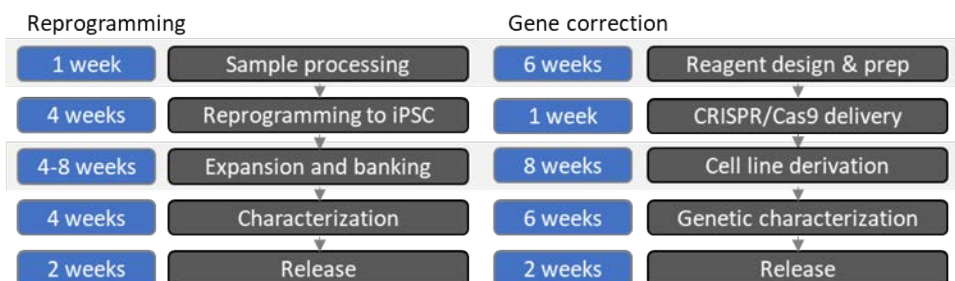 Reprogramming
1 week Sample processing
4 weeks Reprogramming to iPSC
4-8 weeks Expansion and banking
4 weeks Characterization
2 weeks Release
Gene correction
6 weeks Reagent design & prep
1 week CRISPR/Cas9 delivery
8 weeks Cell line derivation
6 weeks Genetic characterization
2 weeks Release